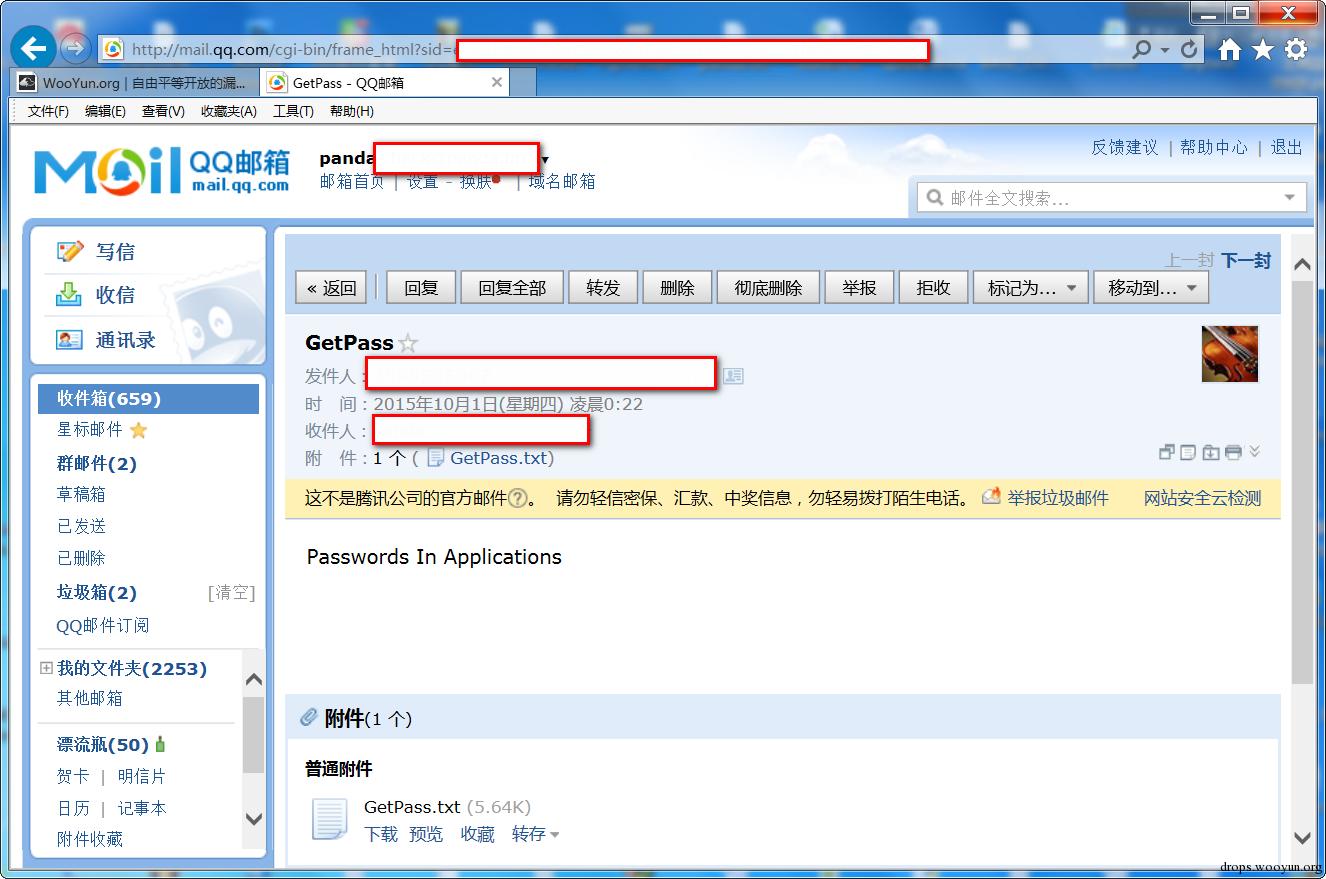 http://mail.qq.com/cgi-bin/frame_html?sid=
WooYun.org | 自由平等开放的漏...
GetPass - QQ邮箱
文件(F) 编辑(E) 查看(V) 收藏夹(A) 工具(T) 帮助(H)
Mail QQ邮箱
mail.qq.com
panda
邮箱首页 | 设置 - 换肤 | 域名邮箱
反馈建议 | 帮助中心 | 退出
邮件全文搜索...
写信
收信
通讯录
收件箱(659)
星标邮件
群邮件(2)
草稿箱
已发送
已删除
垃圾箱(2) [清空]
QQ邮件订阅
我的文件夹(2253)
其他邮箱
漂流瓶(50)
贺卡 | 明信片
日历 | 记事本
附件收藏
上一封 下一封
« 返回 回复 回复全部 转发 删除 彻底删除 举报 拒收 标记为... 移动到...
GetPass
发件人：
时 间：2015年10月1日(星期四) 凌晨0:22
收件人：
附 件：1 个 ( GetPass.txt)
这不是腾讯公司的官方邮件?。 请勿轻信密保、汇款、中奖信息，勿轻易拨打陌生电话。 举报垃圾邮件 网站安全云检测
Passwords In Applications
附件(1 个)
普通附件
GetPass.txt (5.64K)
下载 预览 收藏 转存
drops.wooyun.org